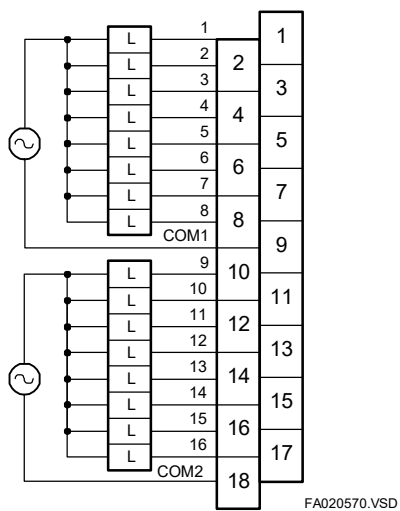 L 1 1
L 2 2
L 3 3
L 4 4
L 5 5
L 6 6
L 7 7
L 8 8
COM1 9
L 9 10
L 10 11
L 11 12
L 12 13
L 13 14
L 14 15
L 15 16
L 16 17
COM2 18
FA020570.VSD